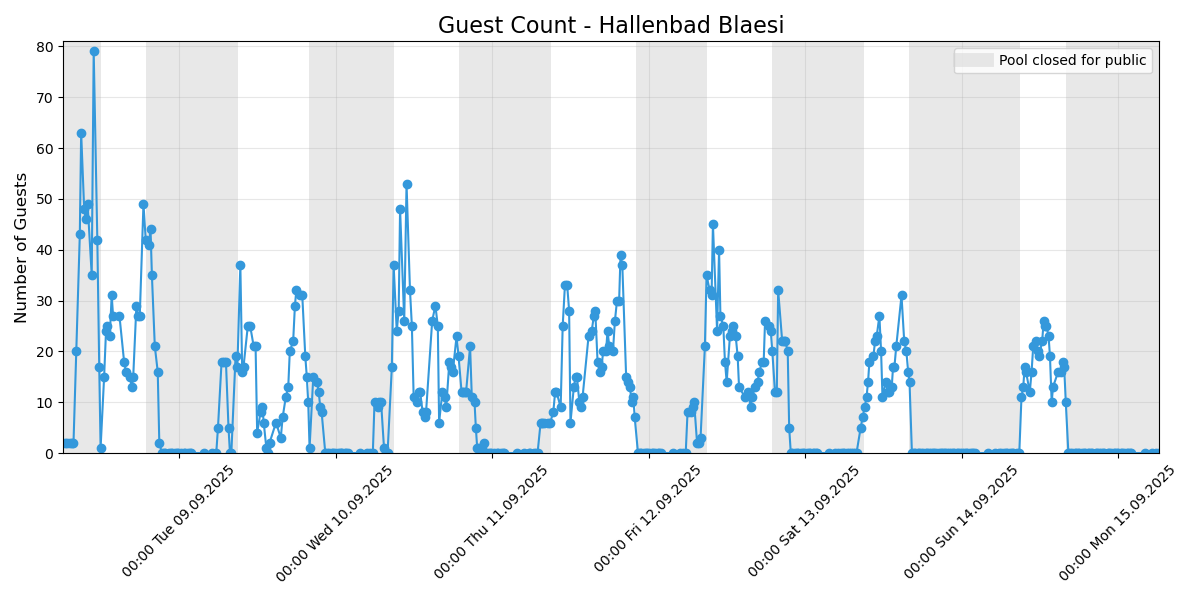 Guest Count - Hallenbad Blaesi
Pool closed for public
Number of Guests
80
70
60
50
40
30
20
10
0
00:00 Tue 09.09.2025
00:00 Wed 10.09.2025
00:00 Thu 11.09.2025
00:00 Fri 12.09.2025
00:00 Sat 13.09.2025
00:00 Sun 14.09.2025
00:00 Mon 15.09.2025